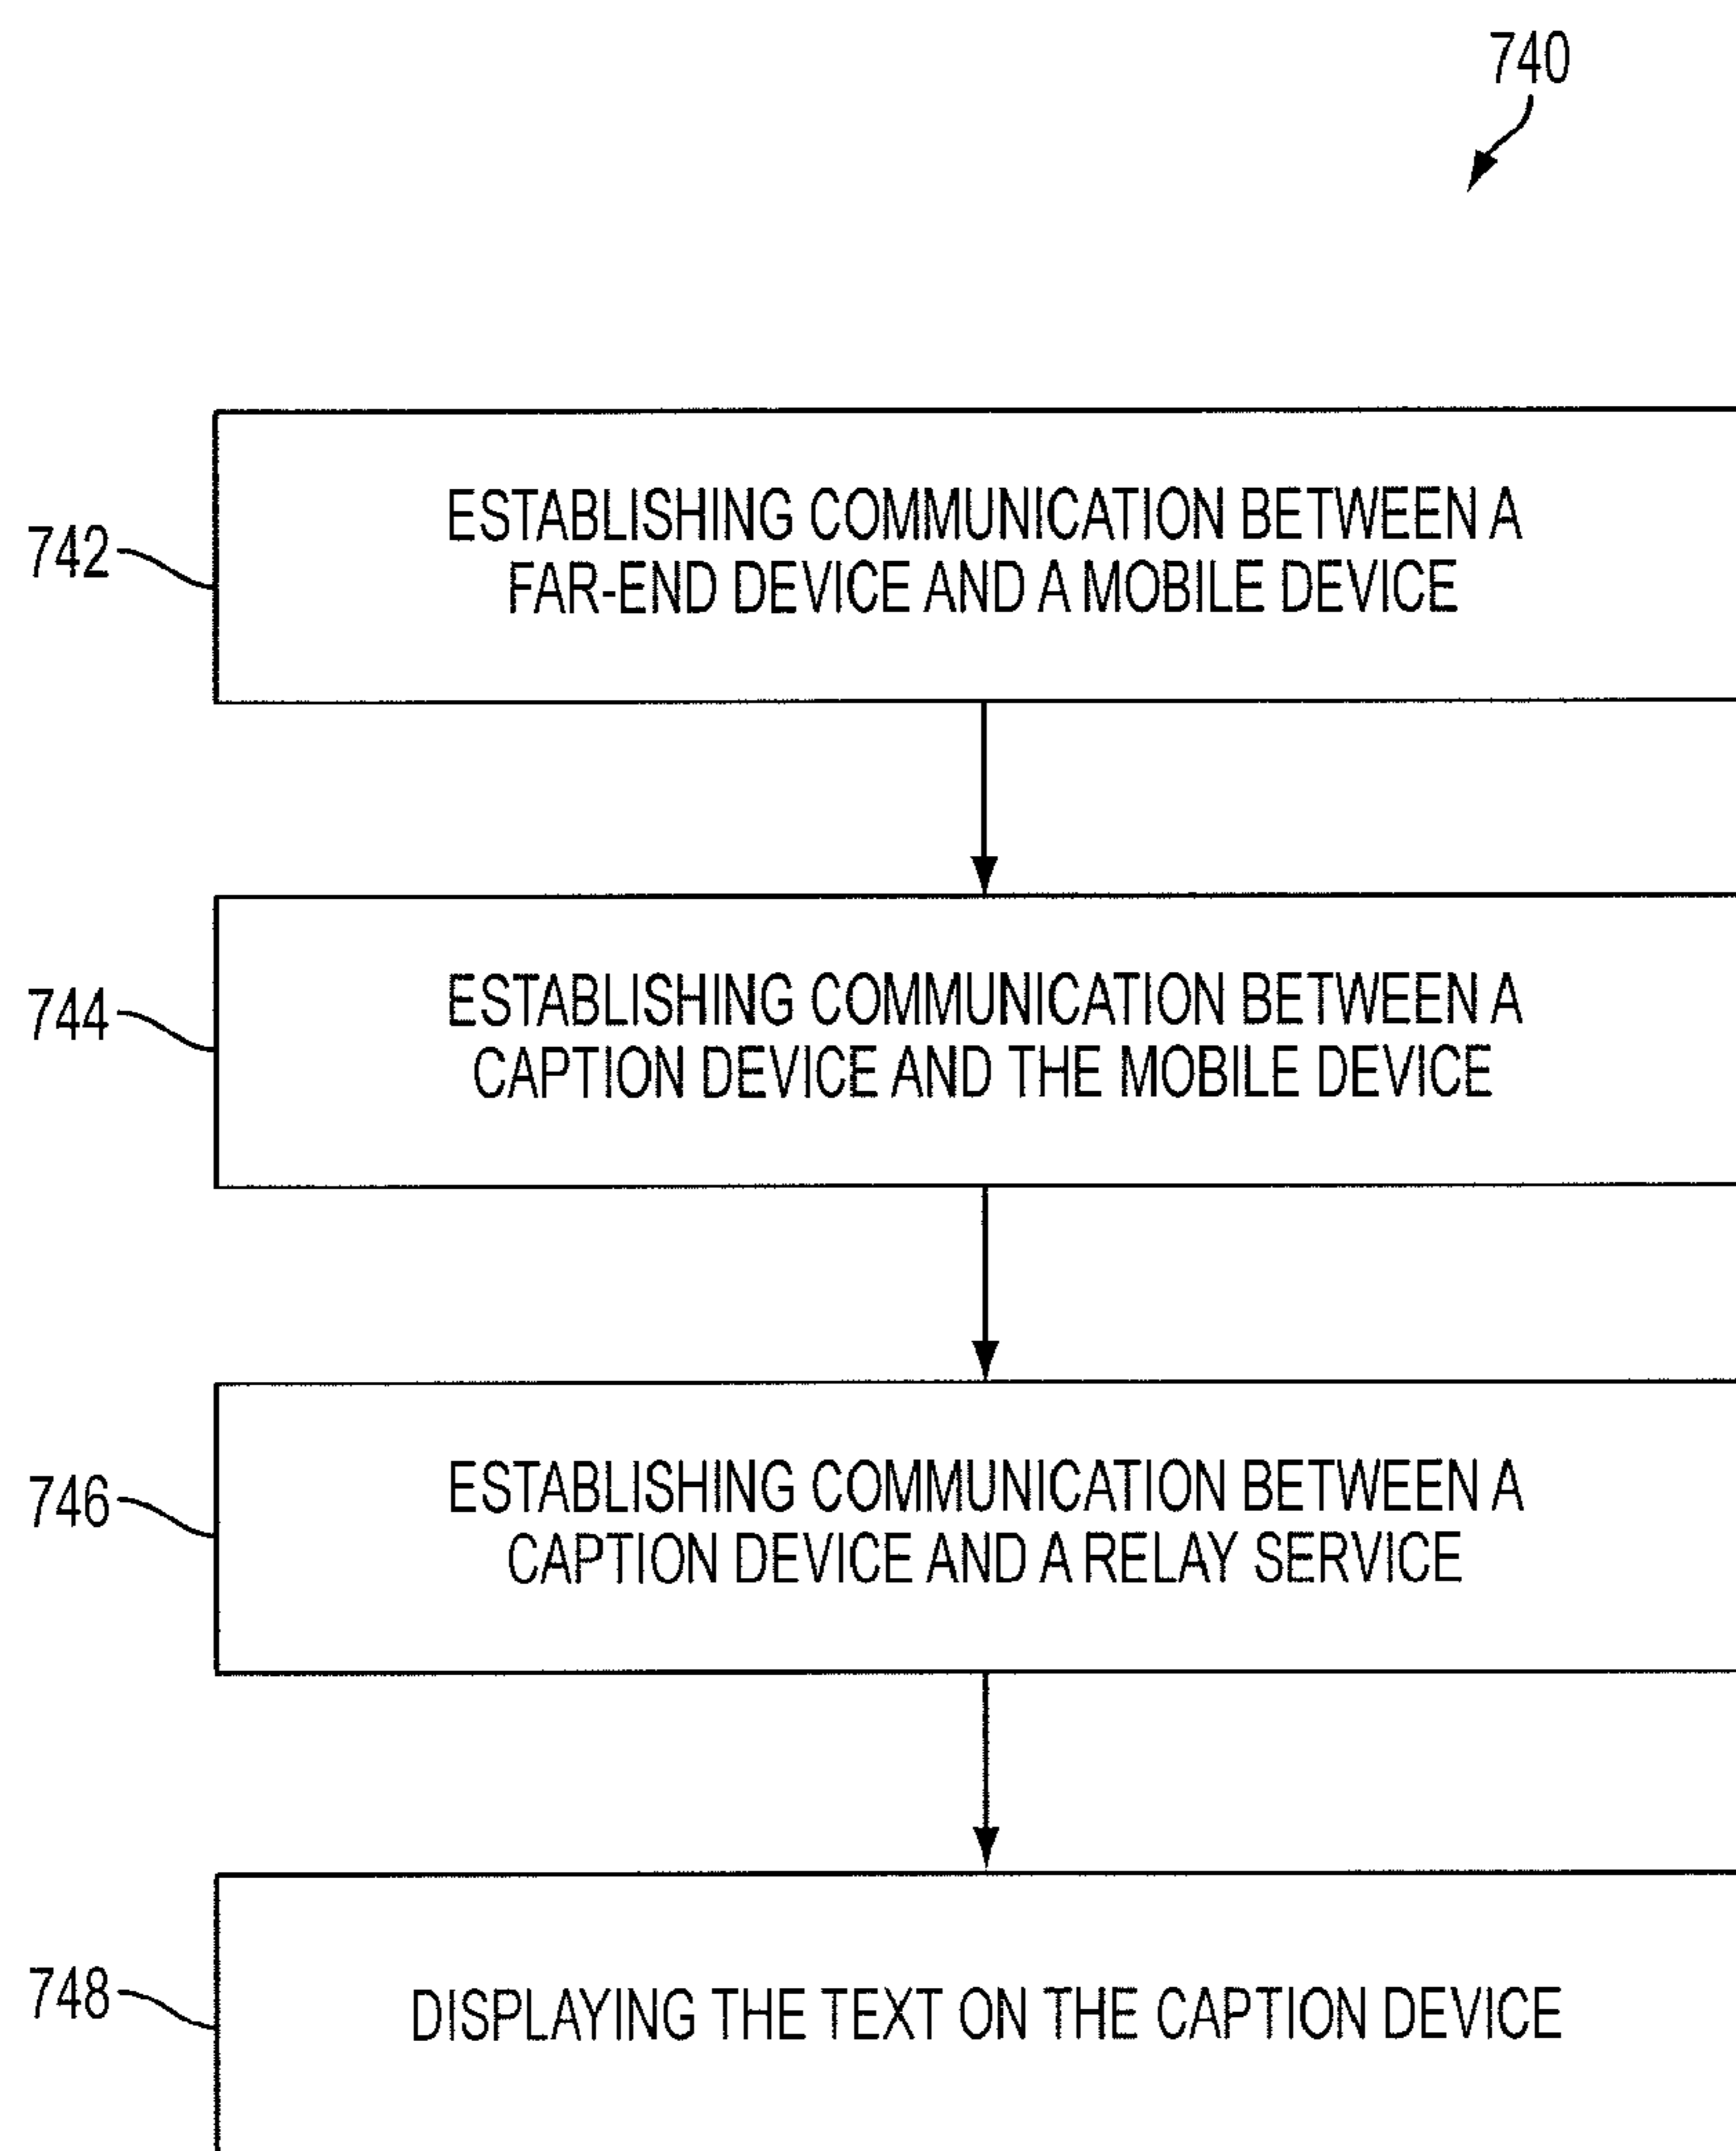 740
742
ESTABLISHING COMMUNICATION BETWEEN A
FAR-END DEVICE AND A MOBILE DEVICE
744
ESTABLISHING COMMUNICATION BETWEEN A
CAPTION DEVICE AND THE MOBILE DEVICE
746
ESTABLISHING COMMUNICATION BETWEEN A
CAPTION DEVICE AND A RELAY SERVICE
748
DISPLAYING THE TEXT ON THE CAPTION DEVICE